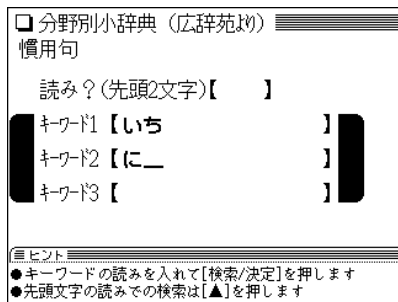 分野別小辞典（広辞苑より）
慣用句
読み？(先頭2文字)【　　】
ｷｰﾜｰﾄﾞ1【いち　　】
ｷｰﾜｰﾄﾞ2【に＿　　】
ｷｰﾜｰﾄﾞ3【　　】
ヒント
●キーワードの読みを入れて[検索/決定]を押します
●先頭文字の読みでの検索は[▲]を押します